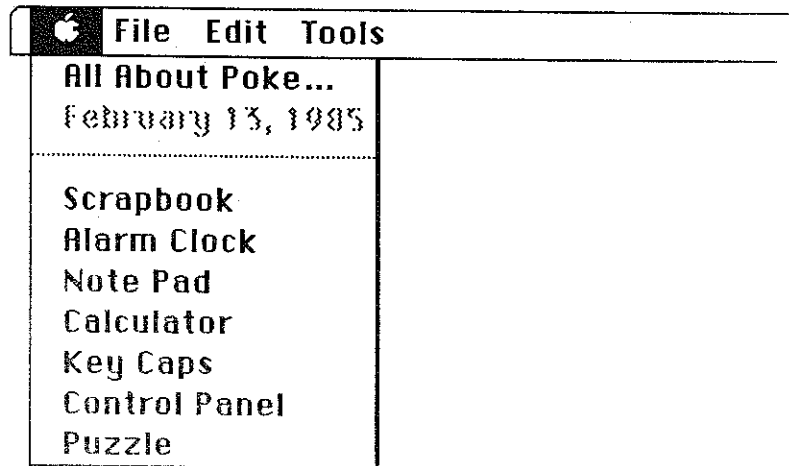 File Edit Tools
All About Poke...
February 13, 1985
Scrapbook
Alarm Clock
Note Pad
Calculator
Key Caps
Control Panel
Puzzle